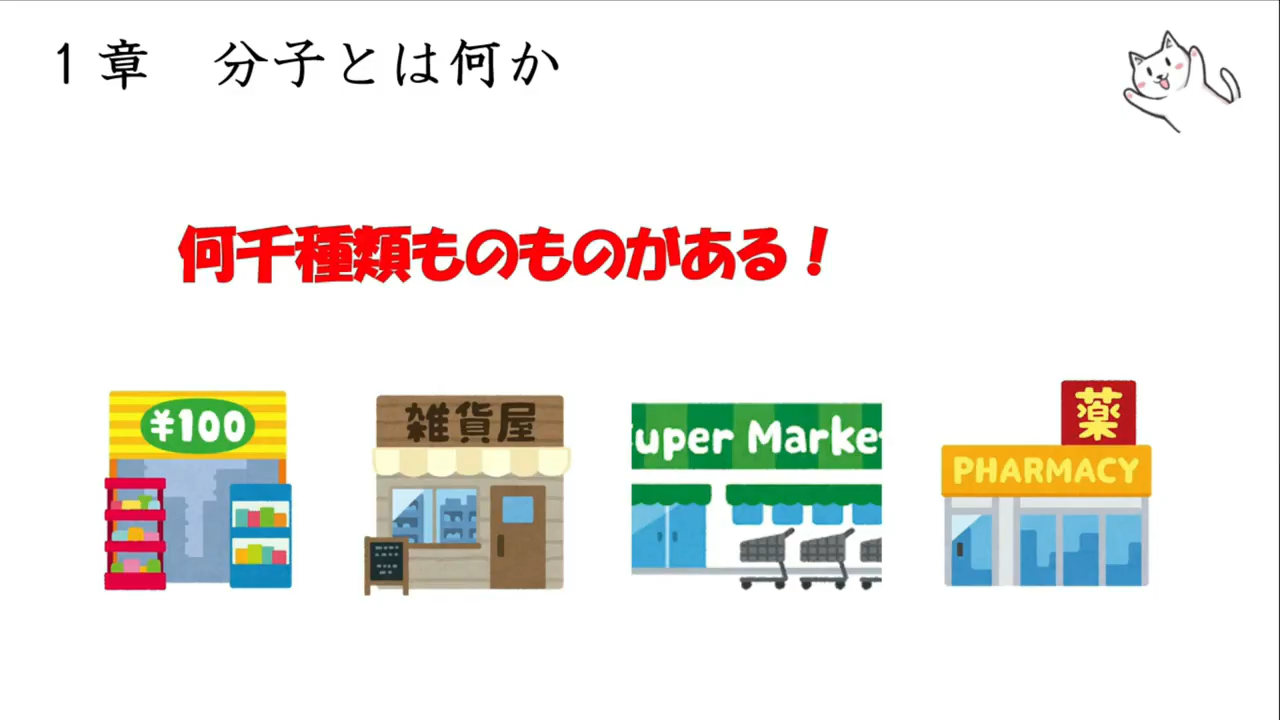 1章　分子とは何か
何千種類ものものがある！
¥100
雑貨屋
uper Marke
薬
PHARMACY